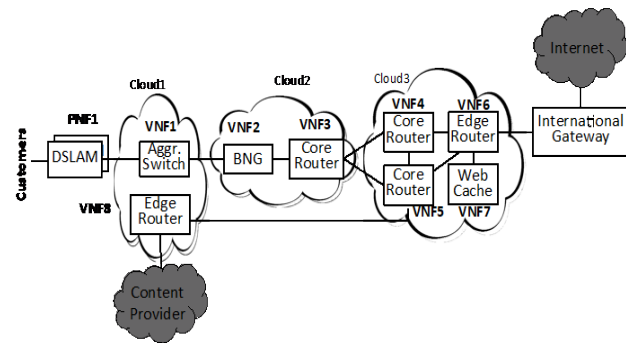 Internet
Cloud1
Cloud2
Cloud3
PNF1
VNF1
VNF2
VNF3
VNF4
VNF6
Customers
DSLAM
Aggr.
Switch
BNG
Core
Router
Core
Router
Edge
Router
International
Gateway
Core
Router
Web
Cache
VNF8
Edge
Router
VNF5
VNF7
Content
Provider